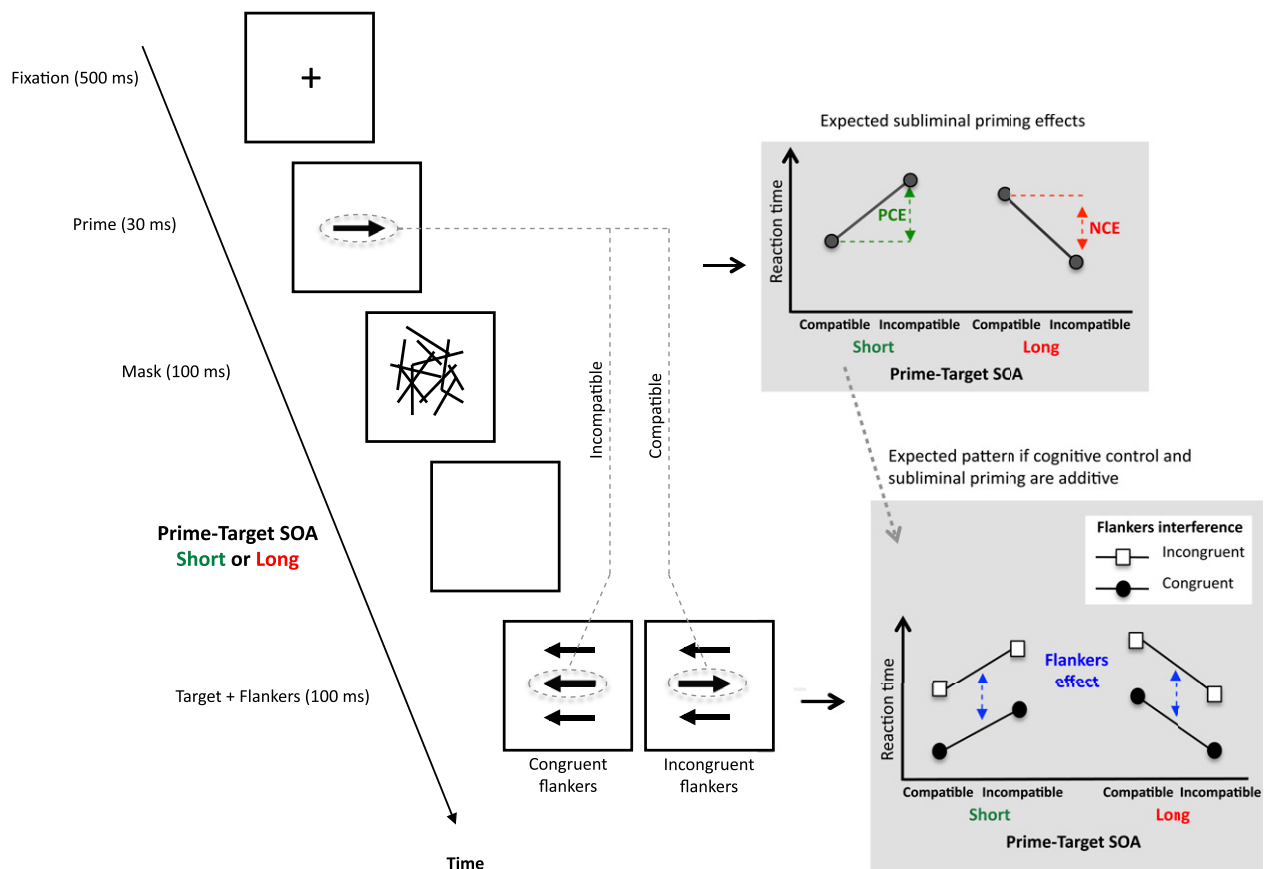 Fixation (500 ms)
Prime (30 ms)
Mask (100 ms)
Prime-Target SOA
Short or Long
Target + Flankers (100 ms)
Time
Incompatible
Compatible
Congruent
flankers
Incongruent
flankers
Expected subliminal priming effects
Reaction time
PCE
NCE
Compatible Incompatible Compatible Incompatible
Short Long
Prime-Target SOA
Expected pattern if cognitive control and
subliminal priming are additive
Flankers interference
Incongruent
Congruent
Reaction time
Flankers
effect
Compatible Incompatible Compatible Incompatible
Short Long
Prime-Target SOA